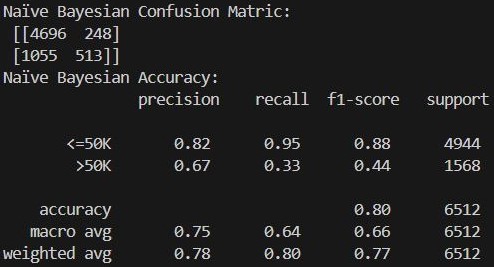 Naïve Bayesian Confusion Matric:
[[4696 248]
[1055 513]]
Naïve Bayesian Accuracy:
precision recall f1-score support
<=50K 0.82 0.95 0.88 4944
>50K 0.67 0.33 0.44 1568
accuracy 0.80 6512
macro avg 0.75 0.64 0.66 6512
weighted avg 0.78 0.80 0.77 6512